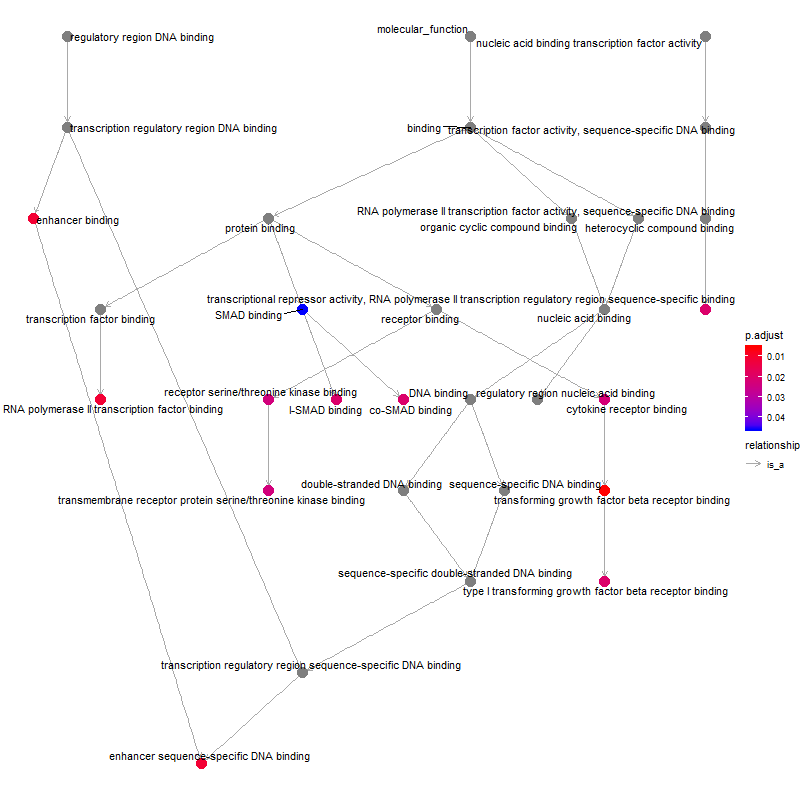 molecular_function
regulatory region DNA binding
nucleic acid binding transcription factor activity
transcription regulatory region DNA binding
binding
transcription factor activity, sequence-specific DNA binding
RNA polymerase II transcription factor activity, sequence-specific DNA binding
enhancer binding
protein binding
organic cyclic compound binding
heterocyclic compound binding
transcriptional repressor activity, RNA polymerase II transcription regulatory region sequence-specific binding
SMAD binding
transcription factor binding
receptor binding
nucleic acid binding
p.adjust
0.01
0.02
0.03
0.04
receptor serine/threonine kinase binding
DNA binding
regulatory region nucleic acid binding
RNA polymerase II transcription factor binding
I-SMAD binding
co-SMAD binding
cytokine receptor binding
relationship
is_a
double-stranded DNA binding
sequence-specific DNA binding
transmembrane receptor protein serine/threonine kinase binding
transforming growth factor beta receptor binding
sequence-specific double-stranded DNA binding
type I transforming growth factor beta receptor binding
transcription regulatory region sequence-specific DNA binding
enhancer sequence-specific DNA binding